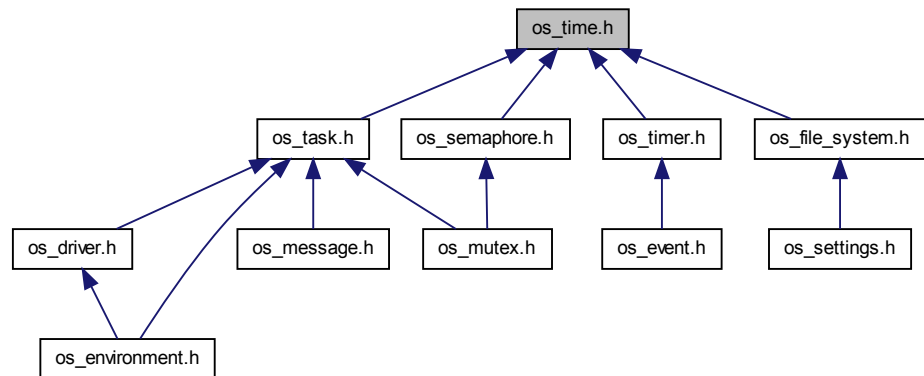 os_time.h
os_task.h
os_semaphore.h
os_timer.h
os_file_system.h
os_driver.h
os_message.h
os_mutex.h
os_event.h
os_settings.h
os_environment.h